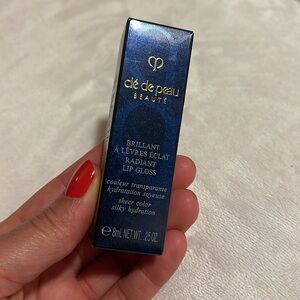 clé de peau
BEAUTÉ
BRILLANT
À LÈVRES ÉCLAT
RADIANT
LIP GLOSS
couleur transparente
hydratation soyeuse
sheer color
silky hydration
℮ 8mL NET WT. .25OZ.